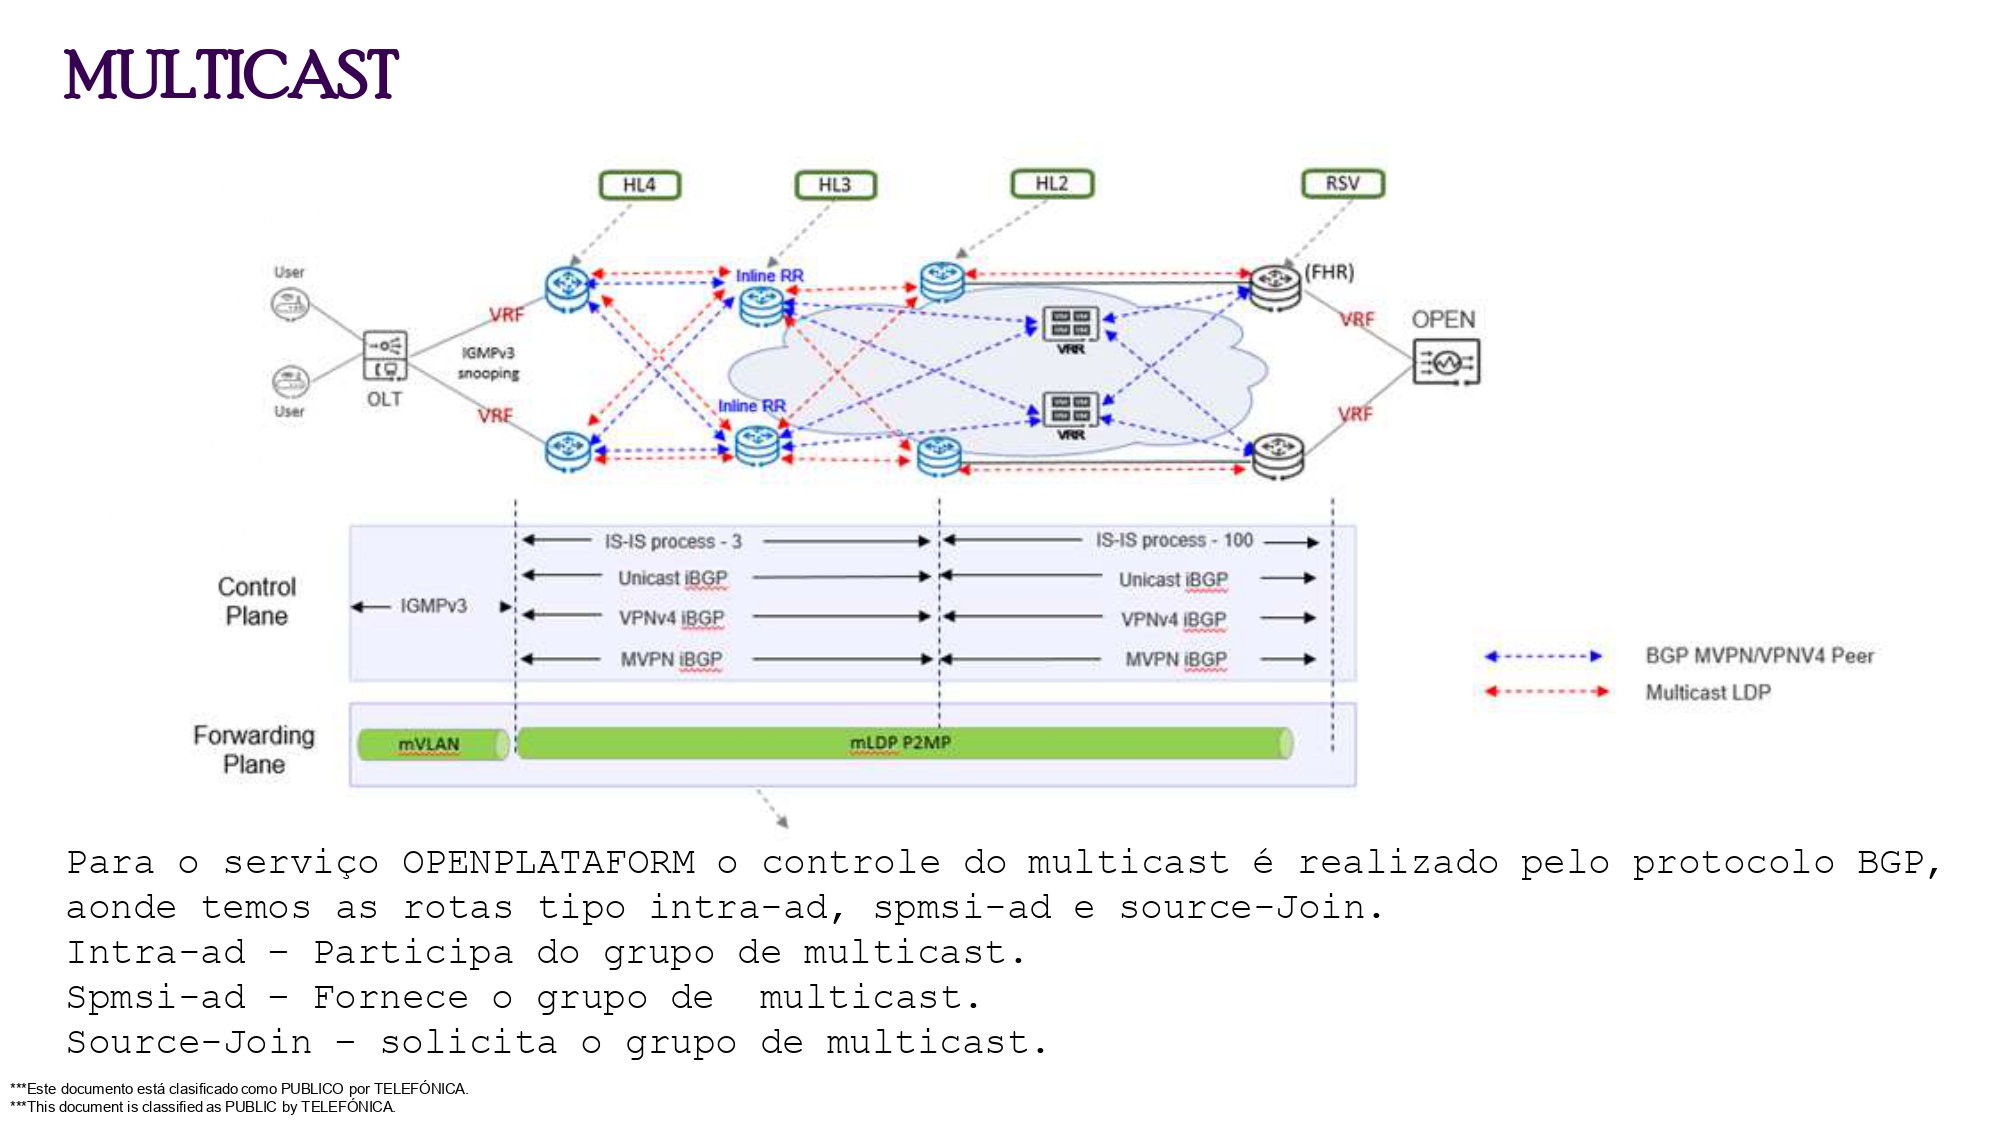 MULTICAST
HL4
HL3
HL2
RSV
User
Inline RR
(FHR)
VRF
VRF
OPEN
IGMPv3
snooping
VRR
OLT
User
VRF
Inline RR
VRR
VRF
IS-IS process - 3
IS-IS process - 100
Control
Plane
IGMPv3
Unicast iBGP
Unicast iBGP
VPNv4 iBGP
VPNv4 iBGP
MVPN iBGP
MVPN iBGP
BGP MVPN/VPNV4 Peer
Multicast LDP
Forwarding
Plane
mVLAN
mLDP P2MP
Para o serviço OPENPLATAFORM o controle do multicast é realizado pelo protocolo BGP,
aonde temos as rotas tipo intra-ad, spmsi-ad e source-Join.
Intra-ad – Participa do grupo de multicast.
Spmsi-ad – Fornece o grupo de  multicast.
Source-Join – solicita o grupo de multicast.
***Este documento está clasificado como PUBLICO por TELEFÓNICA.
***This document is classified as PUBLIC by TELEFÓNICA.